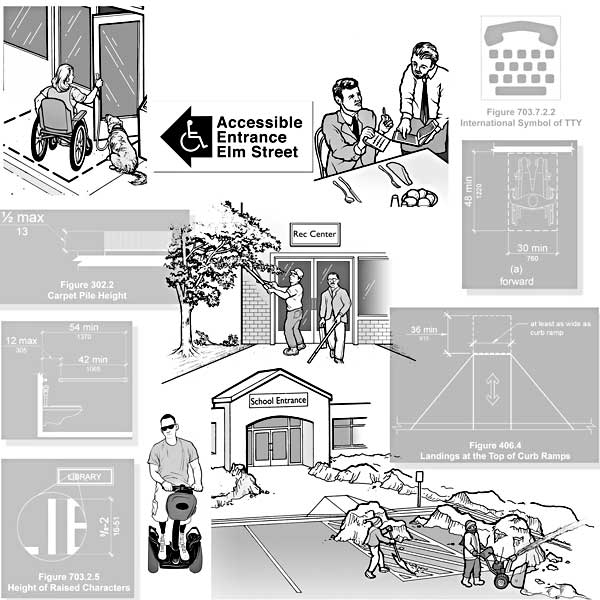 Accessible
Entrance
Elm Street
Figure 703.7.2.2
International Symbol of TTY
48 min
1220
30 min
760
(a)
forward
½ max
13
Figure 302.2
Carpet Pile Height
Rec Center
54 min
1370
12 max
305
42 min
1065
36 min
915
at least as wide as
curb ramp
Figure 406.4
Landings at the Top of Curb Ramps
School Entrance
LIBRARY
LIB
16-51
Figure 703.2.5
Height of Raised Characters